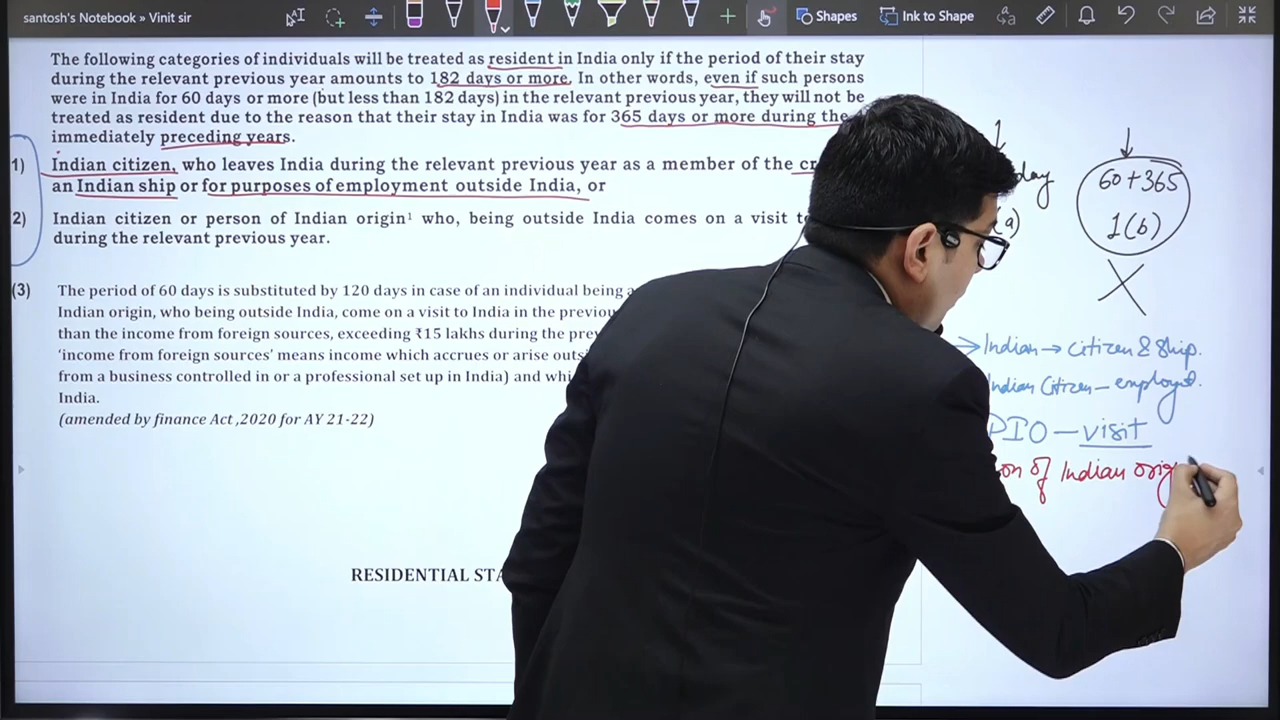 santosh's Notebook » Vinit sir
Shapes
Ink to Shape
The following categories of individuals will be treated as resident in India only if the period of their stay
during the relevant previous year amounts to 182 days or more. In other words, even if such persons
were in India for 60 days or more (but less than 182 days) in the relevant previous year, they will not be
treated as resident due to the reason that their stay in India was for 365 days or more during the
immediately preceding years.
1) Indian citizen, who leaves India during the relevant previous year as a member of the
an Indian ship or for purposes of employment outside India, or
2) Indian citizen or person of Indian origin¹ who, being outside India comes on a visit
during the relevant previous year.
(3) The period of 60 days is substituted by 120 days in case of an individual being
Indian origin, who being outside India, come on a visit to India in the
than the income from foreign sources, exceeding ₹15 lakhs during the
'income from foreign sources' means income which accrues or arise
from a business controlled in or a professional set up in India) and
India.
(amended by finance Act ,2020 for AY 21-22)
RESIDENTIAL
day
(a)
60+365
1(b)
X
→ Indian → Citizen & Ship.
Indian Citizen – employt.
PIO – visit
of Indian